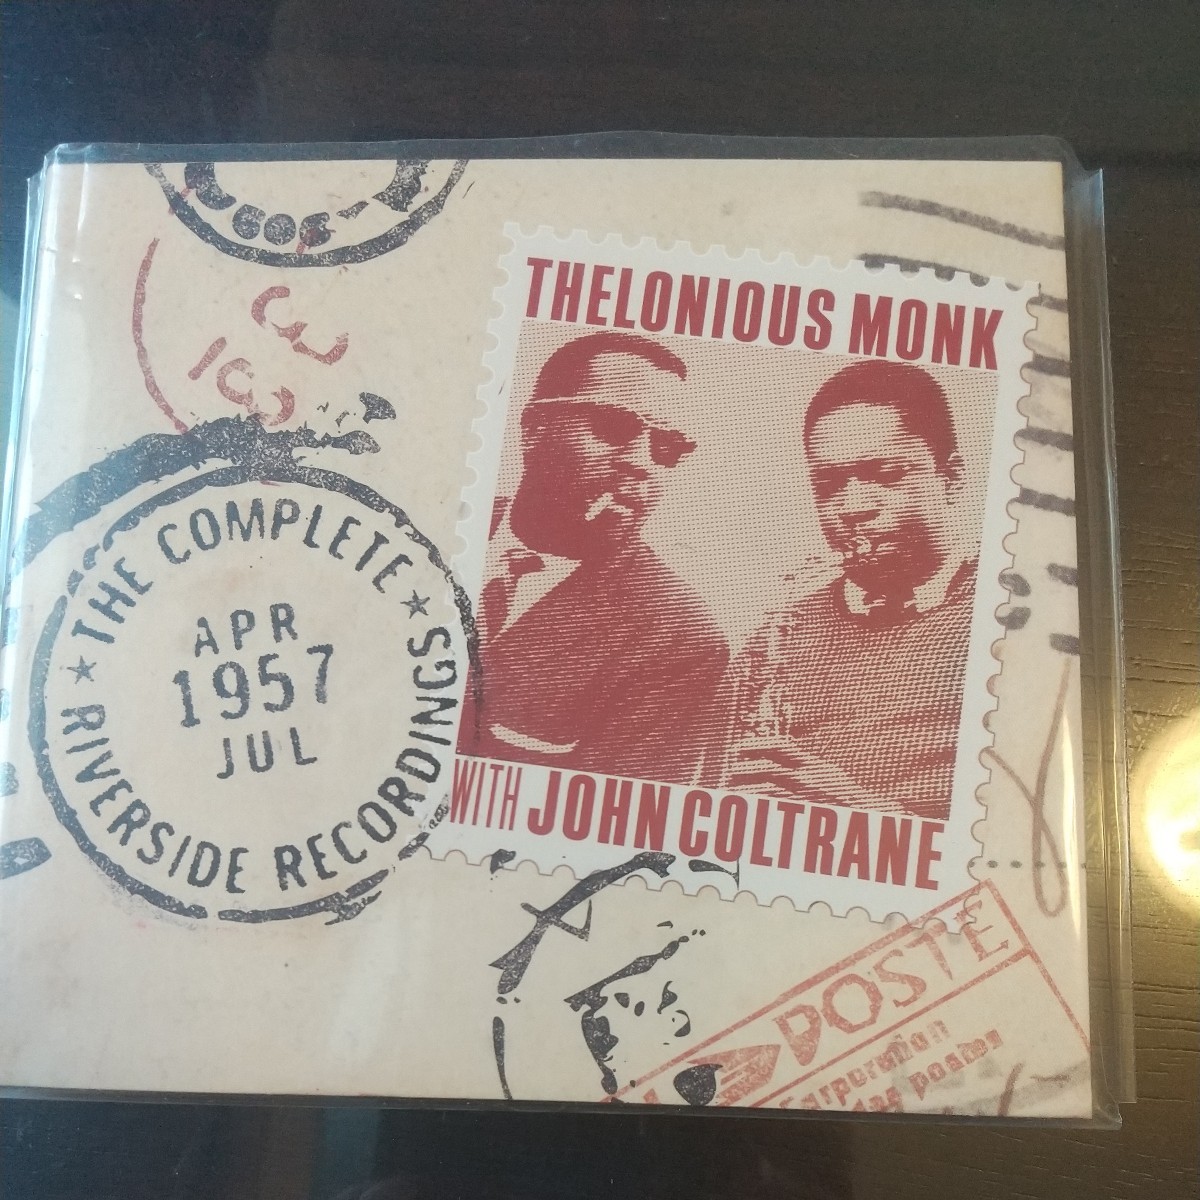 THELONIOUS MONK
WITH JOHN COLTRANE
THE COMPLETE
RIVERSIDE RECORDINGS
APR
1957
JUL
POSTE